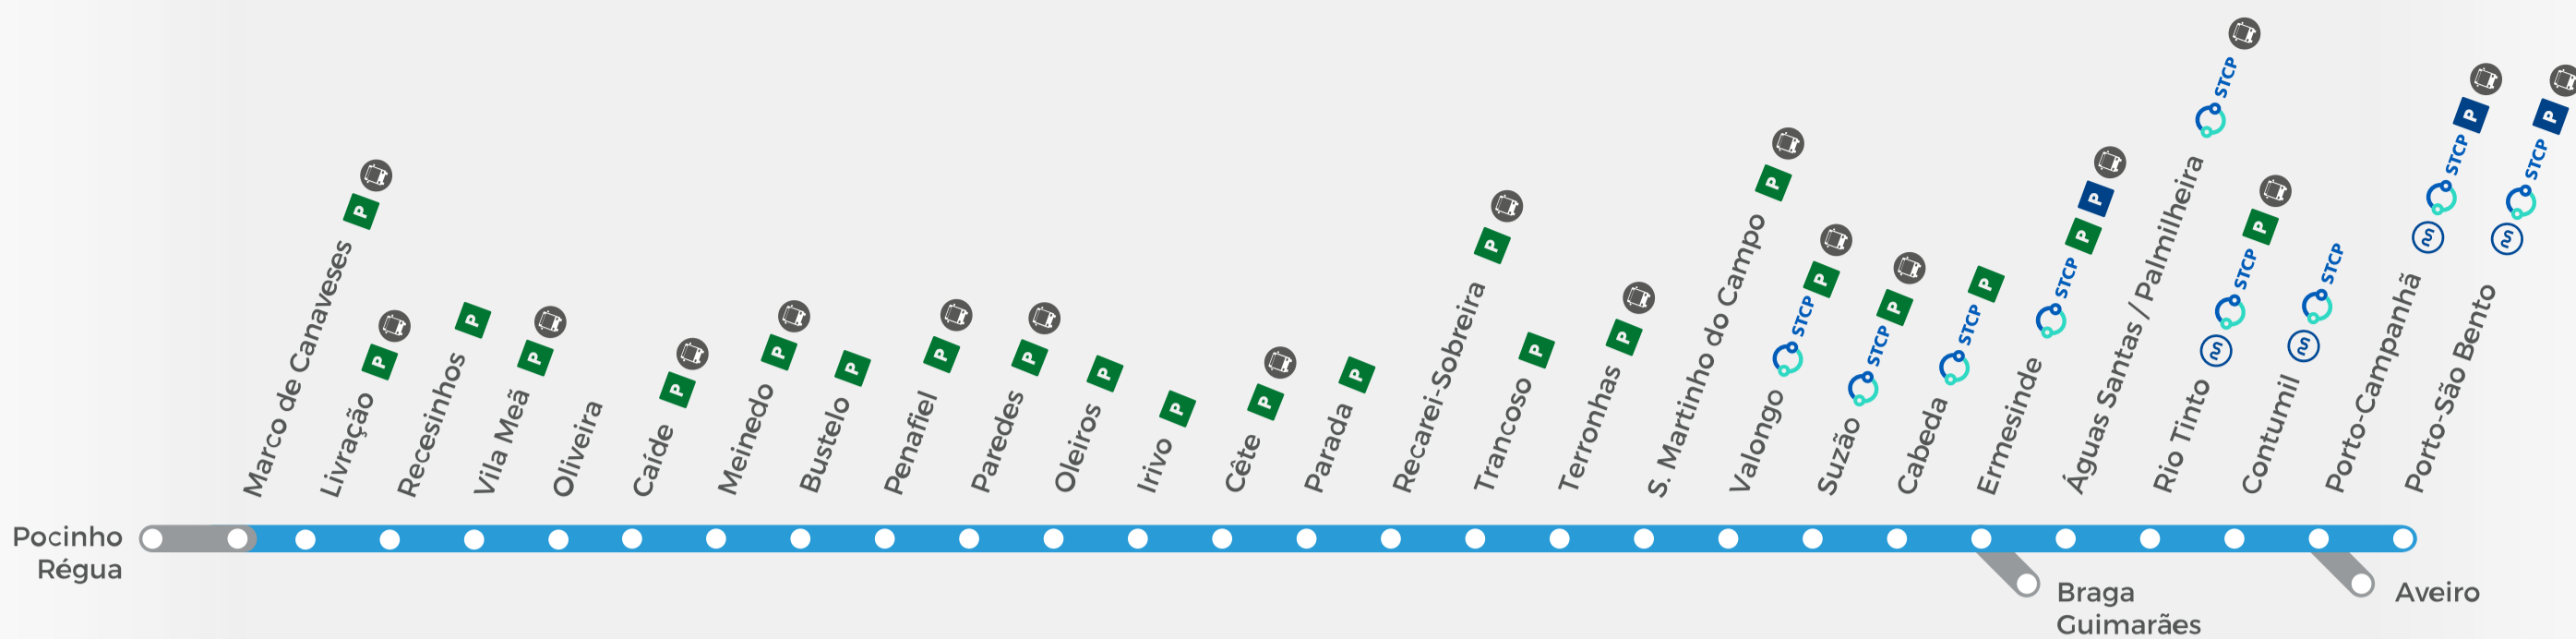 Pocinho
Régua
Marco de Canaveses P
Livração P
Recesinhos P
Vila Meã P
Oliveira
Caíde P
Meinedo P
Bustelo P
Penafiel P
Paredes P
Oleiros P
Irivo P
Cête P
Parada P
Recarei-Sobreira P
Trancoso P
Terronhas P
S. Martinho do Campo P
Valongo STCP P
Suzão STCP P
Cabeda STCP P
Ermesinde STCP P P
Águas Santas / Palmilheira STCP
Rio Tinto STCP P
Contumil STCP
Porto-Campanhã STCP P
Porto-São Bento STCP P
Braga
Guimarães
Aveiro